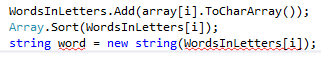 WordsInLetters.Add(array[i].ToCharArray());
Array.Sort(WordsInLetters[i]);
string word = new string(WordsInLetters[i]);